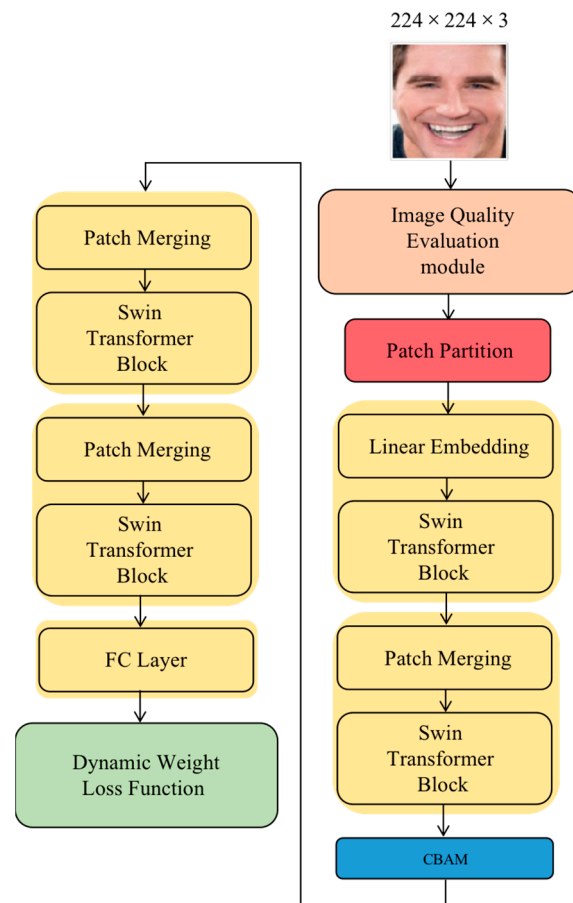 224 × 224 × 3
Image Quality
Evaluation
module
Patch Partition
Linear Embedding
Swin
Transformer
Block
Patch Merging
Swin
Transformer
Block
CBAM
Patch Merging
Swin
Transformer
Block
Patch Merging
Swin
Transformer
Block
FC Layer
Dynamic Weight
Loss Function